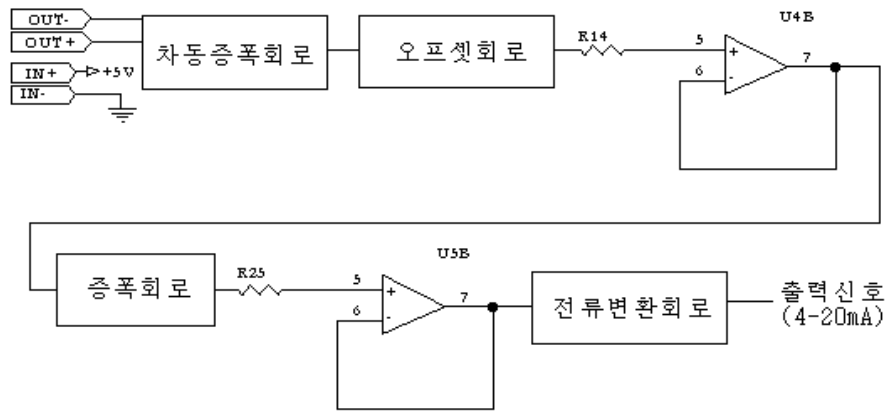 OUT-
OUT+
IN+
+5V
IN-
차동증폭회로
오프셋회로
R14
5
6
U4B
+
-
7
증폭회로
R25
5
6
U5B
+
-
7
전류변환회로
출력신호
(4-20mA)